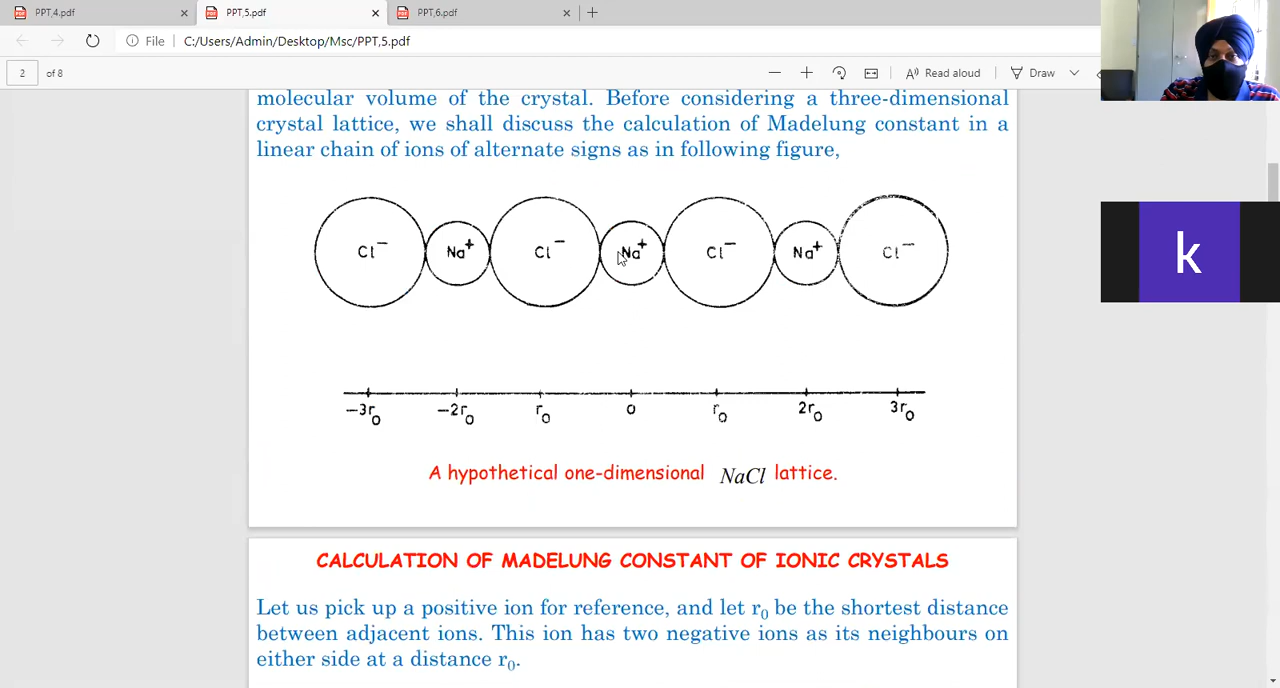 PPT,4.pdf
PPT,5.pdf
PPT,6.pdf
File C:/Users/Admin/Desktop/Msc/PPT,5.pdf
2 of 8
Read aloud
Draw
molecular volume of the crystal. Before considering a three-dimensional
crystal lattice, we shall discuss the calculation of Madelung constant in a
linear chain of ions of alternate signs as in following figure,
Cl⁻ Na⁺ Cl⁻ Na⁺ Cl⁻ Na⁺ Cl⁻
k
−3r₀ −2r₀ r₀ 0 r₀ 2r₀ 3r₀
A hypothetical one-dimensional NaCl lattice.
CALCULATION OF MADELUNG CONSTANT OF IONIC CRYSTALS
Let us pick up a positive ion for reference, and let r₀ be the shortest distance
between adjacent ions. This ion has two negative ions as its neighbours on
either side at a distance r₀.